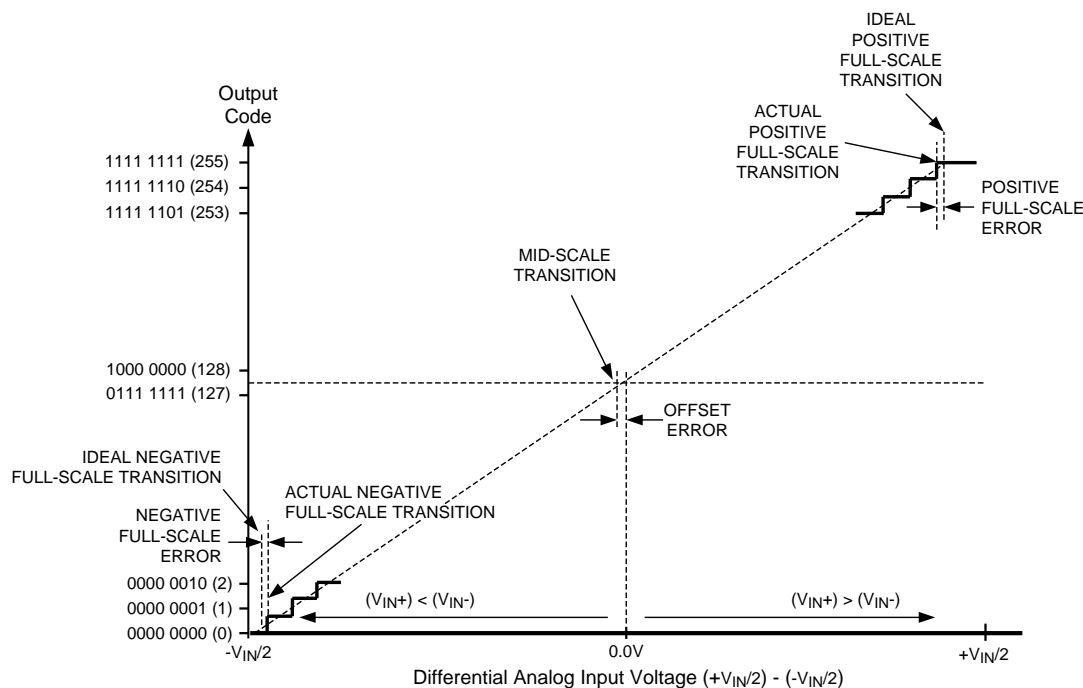 IDEAL
POSITIVE
FULL-SCALE
TRANSITION
Output
Code
ACTUAL
POSITIVE
FULL-SCALE
TRANSITION
1111 1111 (255)
1111 1110 (254)
1111 1101 (253)
POSITIVE
FULL-SCALE
ERROR
MID-SCALE
TRANSITION
1000 0000 (128)
0111 1111 (127)
OFFSET
ERROR
IDEAL NEGATIVE
FULL-SCALE TRANSITION
ACTUAL NEGATIVE
FULL-SCALE TRANSITION
NEGATIVE
FULL-SCALE
ERROR
0000 0010 (2)
0000 0001 (1)
0000 0000 (0)
(VIN+) < (VIN-)
(VIN+) > (VIN-)
-VIN/2
0.0V
+VIN/2
Differential Analog Input Voltage (+VIN/2) - (-VIN/2)